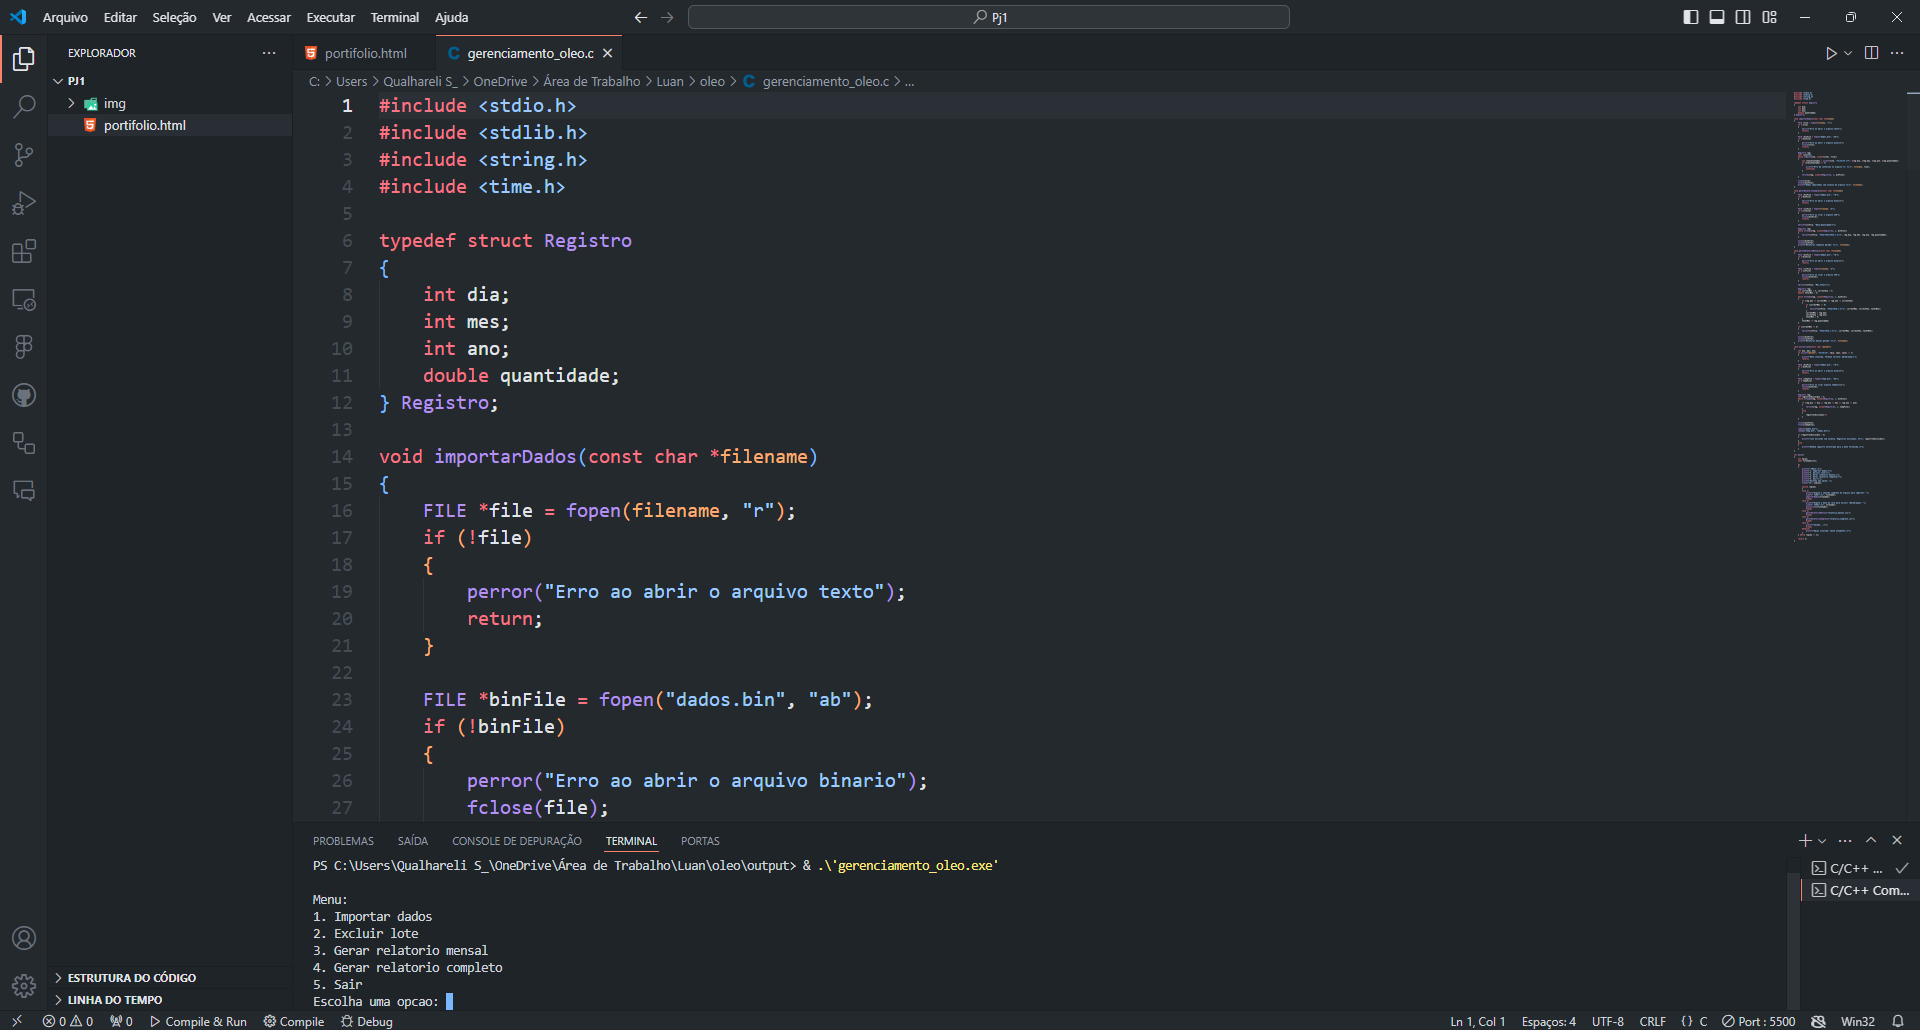 Arquivo Editar Seleção Ver Acessar Executar Terminal Ajuda
Pj1
EXPLORADOR
PJ1
img
portifolio.html
ESTRUTURA DO CÓDIGO
LINHA DO TEMPO
portifolio.html
C gerenciamento_oleo.c
C: > Users > Qualhareli S_ > OneDrive > Área de Trabalho > Luan > oleo > C gerenciamento_oleo.c > ...
1 #include <stdio.h>
2 #include <stdlib.h>
3 #include <string.h>
4 #include <time.h>
5
6 typedef struct Registro
7 {
8 int dia;
9 int mes;
10 int ano;
11 double quantidade;
12 } Registro;
13
14 void importarDados(const char *filename)
15 {
16 FILE *file = fopen(filename, "r");
17 if (!file)
18 {
19 perror("Erro ao abrir o arquivo texto");
20 return;
21 }
22
23 FILE *binFile = fopen("dados.bin", "ab");
24 if (!binFile)
25 {
26 perror("Erro ao abrir o arquivo binario");
27 fclose(file);
PROBLEMAS SAÍDA CONSOLE DE DEPURAÇÃO TERMINAL PORTAS
PS C:\Users\Qualhareli S_\OneDrive\Área de Trabalho\Luan\oleo\output> & .\'gerenciamento_oleo.exe'
Menu:
1. Importar dados
2. Excluir lote
3. Gerar relatorio mensal
4. Gerar relatorio completo
5. Sair
Escolha uma opcao:
C/C++ ...
C/C++ Com...
0 0 0 Compile & Run Compile Debug
Ln 1, Col 1 Espaços: 4 UTF-8 CRLF {} C Port : 5500 Win32